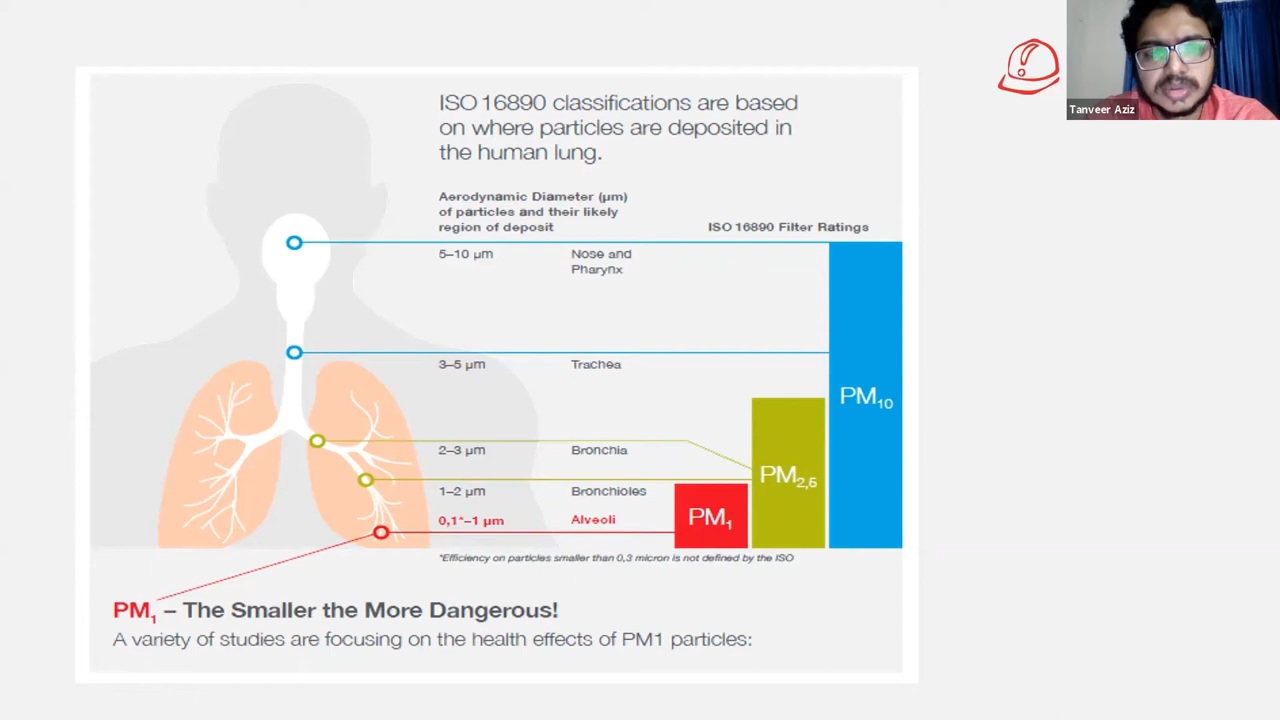 Tanveer Aziz
ISO 16890 classifications are based
on where particles are deposited in
the human lung.
Aerodynamic Diameter (µm)
of particles and their likely
region of deposit
ISO 16890 Filter Ratings
5–10 µm Nose and
Pharynx
3–5 µm Trachea
PM10
2–3 µm Bronchia
PM2,5
1–2 µm Bronchioles
0,1*–1 µm Alveoli
PM1
*Efficiency on particles smaller than 0,3 micron is not defined by the ISO
PM1 – The Smaller the More Dangerous!
A variety of studies are focusing on the health effects of PM1 particles: